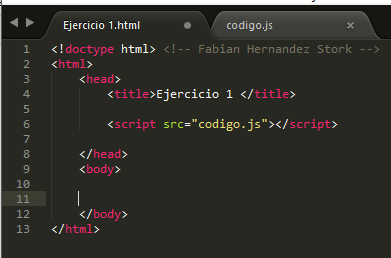 Ejercicio 1.html codigo.js
1 <!doctype html> <!-- Fabian Hernandez Stork -->
2 <html>
3 <head>
4 <title>Ejercicio 1 </title>
5
6 <script src="codigo.js"></script>
7
8 </head>
9 <body>
10
11
12 </body>
13 </html>